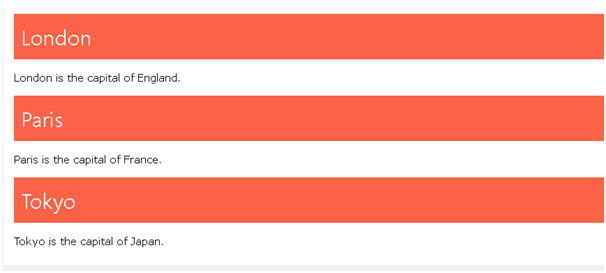 London
London is the capital of England.
Paris
Paris is the capital of France.
Tokyo
Tokyo is the capital of Japan.